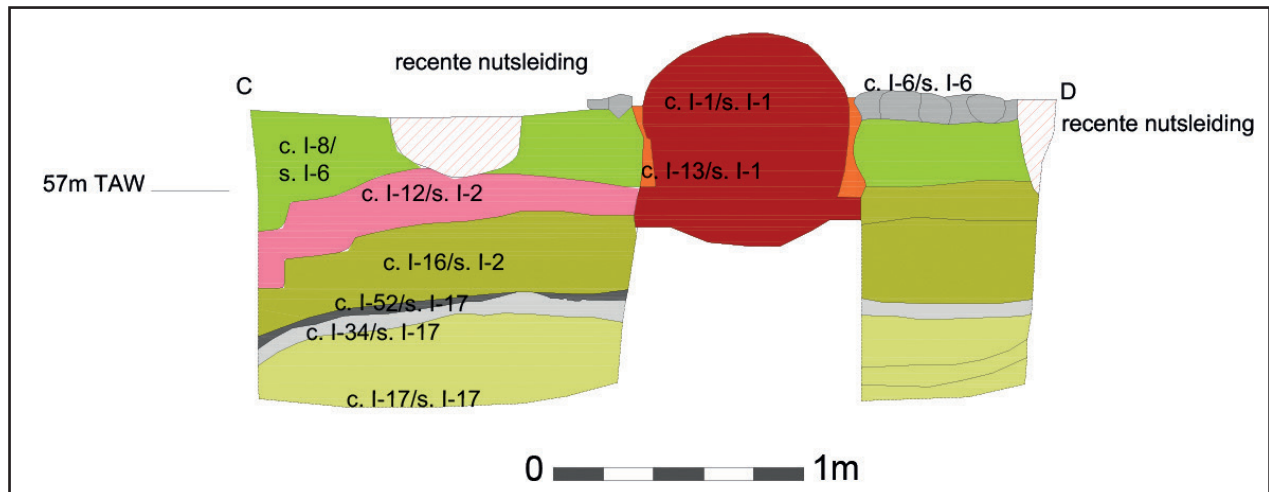 recente nutsleiding
C
c. I-6/s. I-6
D
c. I-1/s. I-1
recente nutsleiding
c. I-8/
s. I-6
c. I-13/s. I-1
57m TAW
c. I-12/s. I-2
c. I-16/s. I-2
c. I-52/s. I-17
c. I-34/s. I-17
c. I-17/s. I-17
0
1m